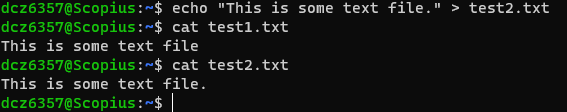 dcz6357@Scopius:~$ echo "This is some text file." > test2.txt
dcz6357@Scopius:~$ cat test1.txt
This is some text file
dcz6357@Scopius:~$ cat test2.txt
This is some text file.
dcz6357@Scopius:~$